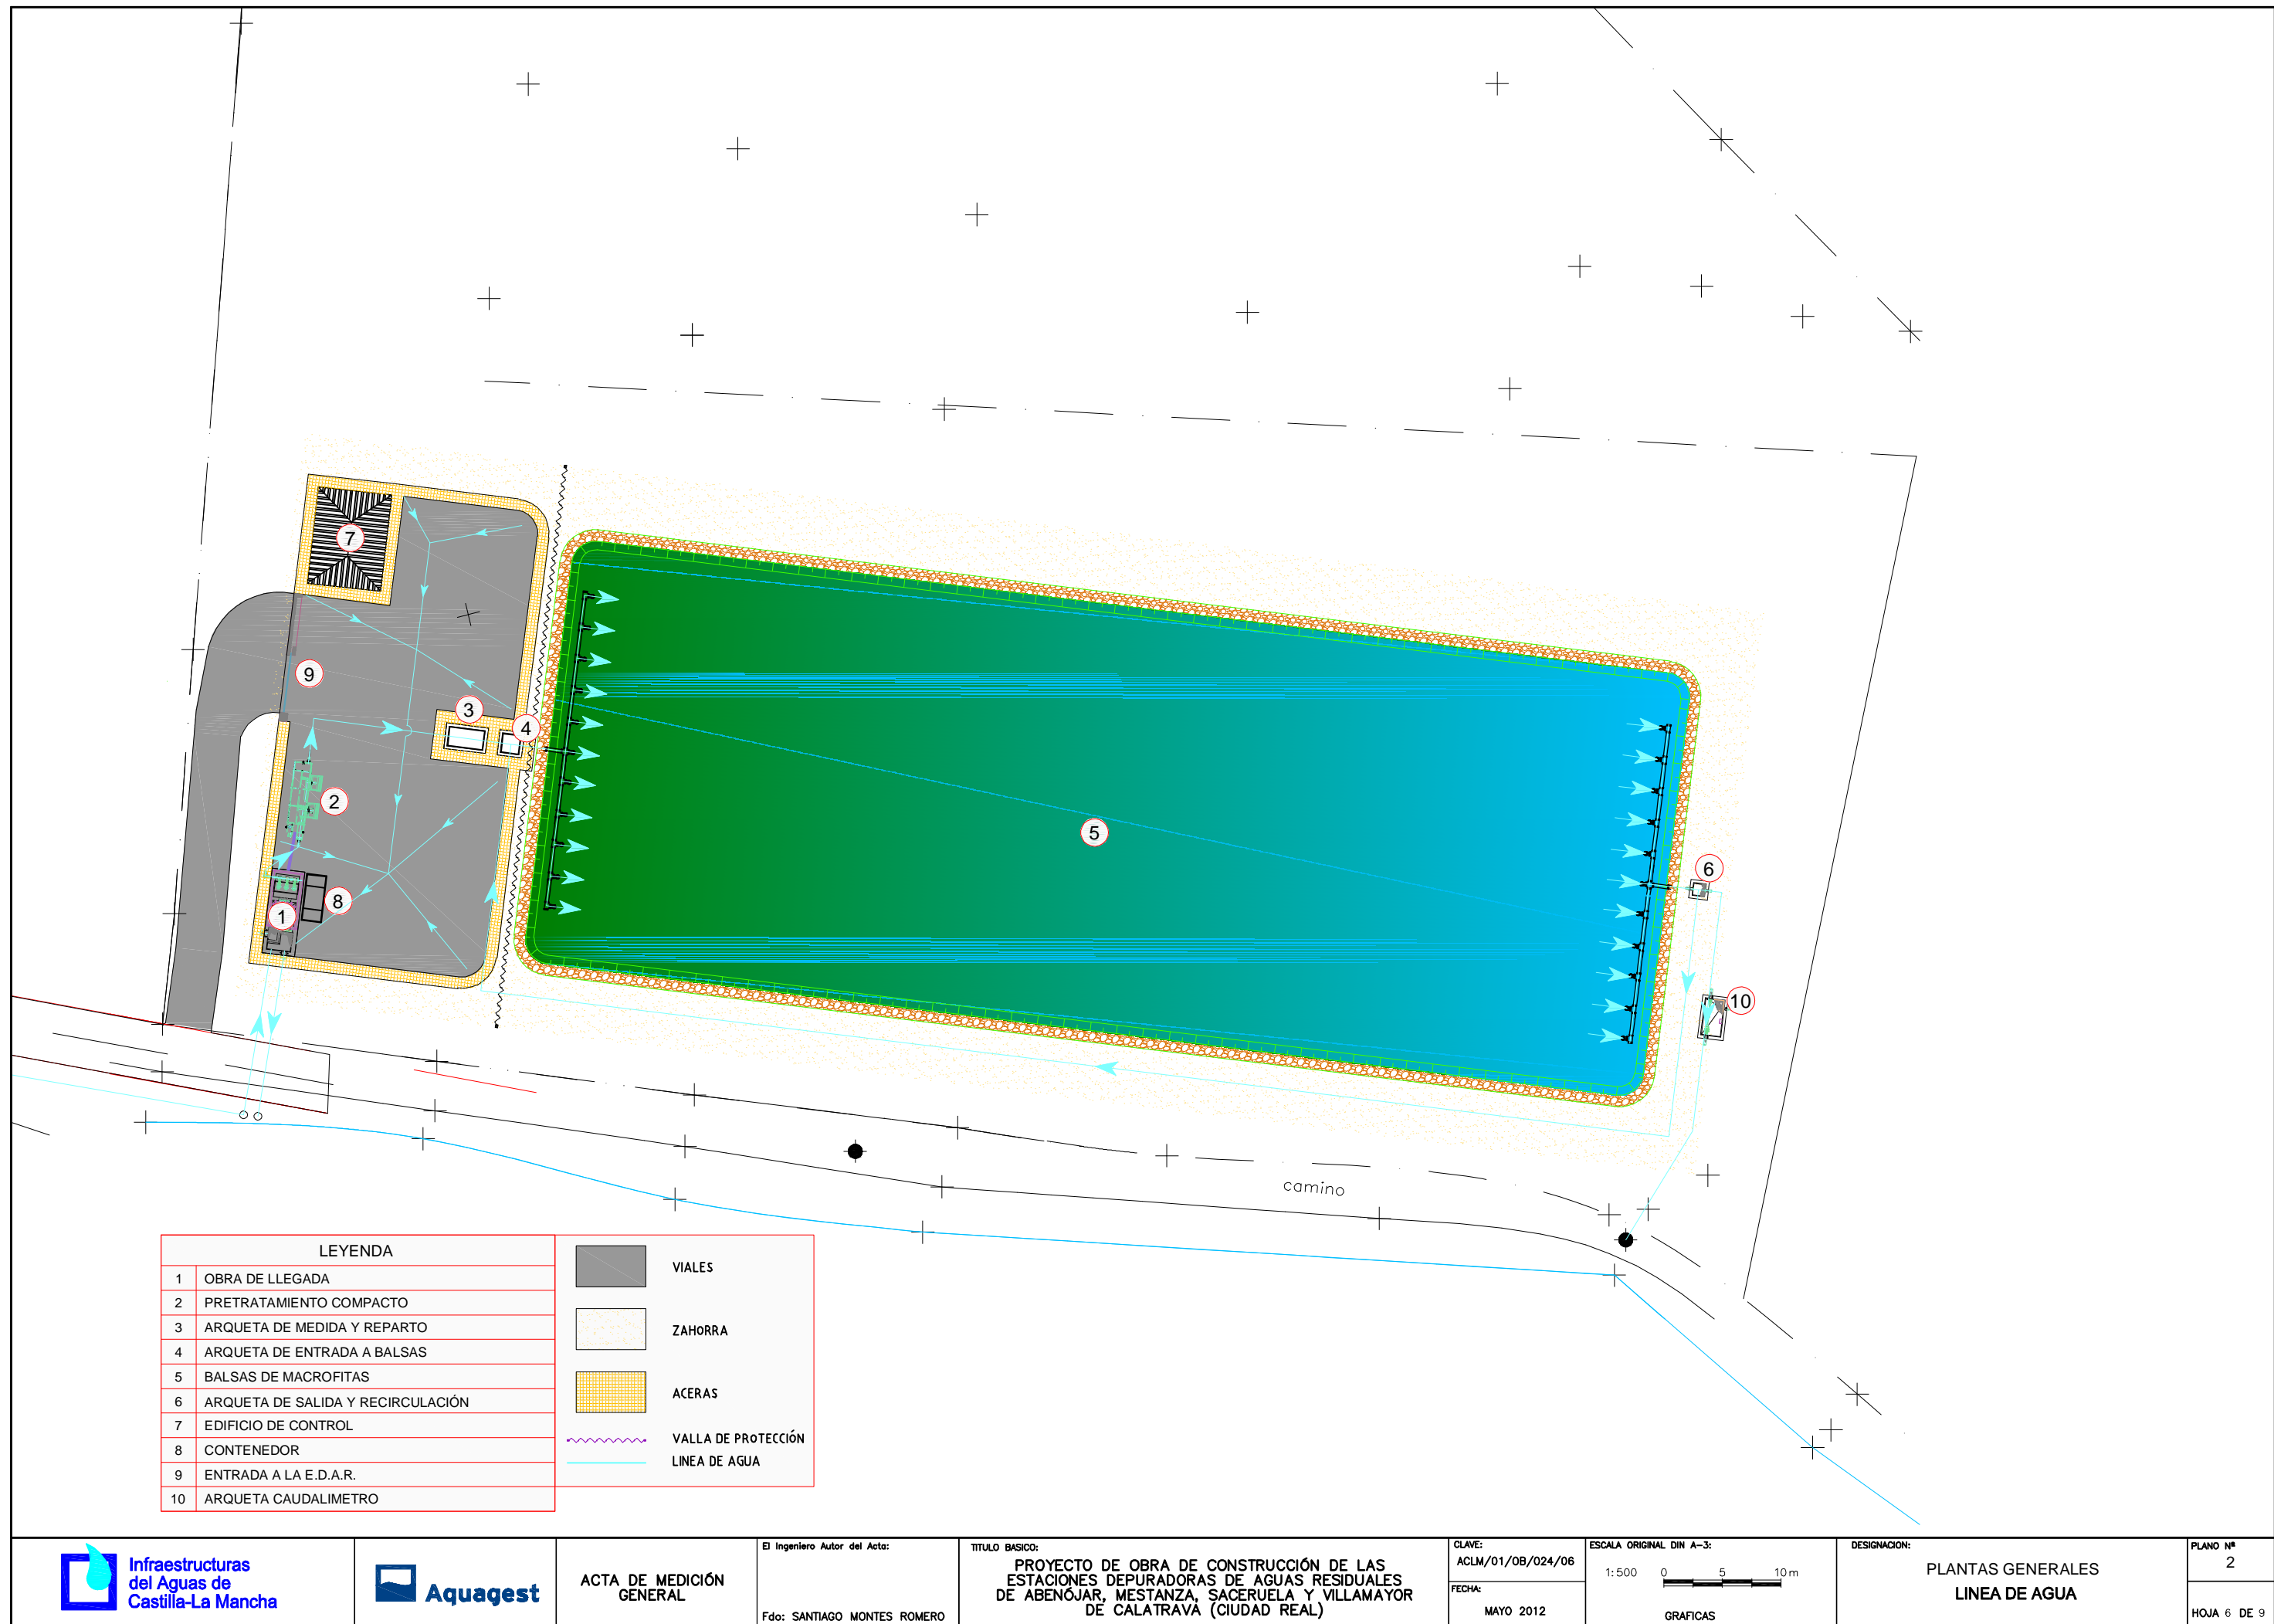 7
9
3
4
2
5
6
8
1
10
camino
LEYENDA
1 OBRA DE LLEGADA
2 PRETRATAMIENTO COMPACTO
3 ARQUETA DE MEDIDA Y REPARTO
4 ARQUETA DE ENTRADA A BALSAS
5 BALSAS DE MACROFITAS
6 ARQUETA DE SALIDA Y RECIRCULACIÓN
7 EDIFICIO DE CONTROL
8 CONTENEDOR
9 ENTRADA A LA E.D.A.R.
10 ARQUETA CAUDALIMETRO
VIALES
ZAHORRA
ACERAS
VALLA DE PROTECCIÓN
LINEA DE AGUA
Infraestructuras
del Aguas de
Castilla-La Mancha
Aquagest
ACTA DE MEDICIÓN
GENERAL
El Ingeniero Autor del Acta:
Fdo: SANTIAGO MONTES ROMERO
TITULO BASICO:
PROYECTO DE OBRA DE CONSTRUCCIÓN DE LAS
ESTACIONES DEPURADORAS DE AGUAS RESIDUALES
DE ABENÓJAR, MESTANZA, SACERUELA Y VILLAMAYOR
DE CALATRAVA (CIUDAD REAL)
CLAVE:
ACLM/01/OB/024/06
FECHA:
MAYO 2012
ESCALA ORIGINAL DIN A-3:
1:500 0 5 10 m
GRAFICAS
DESIGNACION:
PLANTAS GENERALES
LINEA DE AGUA
PLANO Nº
2
HOJA 6 DE 9